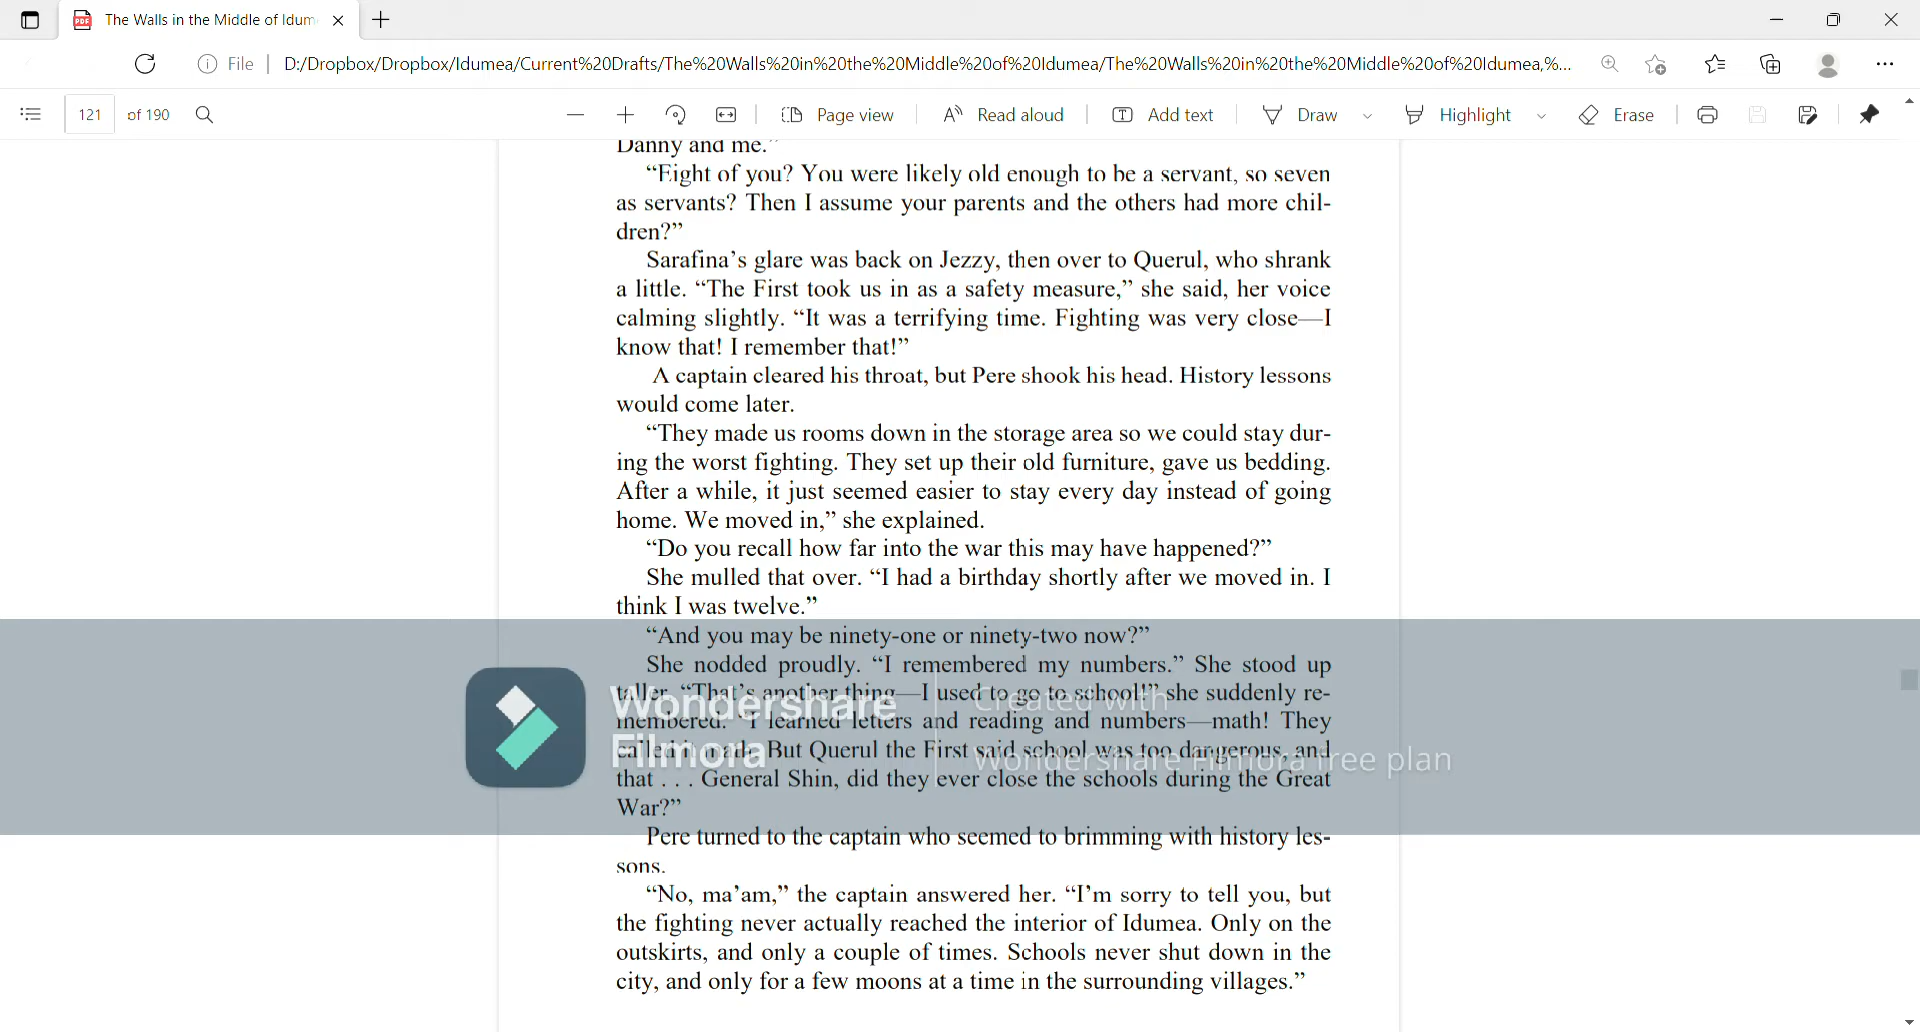 The Walls in the Middle of Idum
File
D:/Dropbox/Dropbox/Idumea/Current%20Drafts/The%20Walls%20in%20the%20Middle%20of%20Idumea/The%20Walls%20in%20the%20Middle%20of%20Idumea,%...
121 of 190 Page view Read aloud Add text Draw Highlight Erase
Danny and me.”
“Eight of you? You were likely old enough to be a servant, so seven
as servants? Then I assume your parents and the others had more chil-
dren?”
Sarafina’s glare was back on Jezzy, then over to Querul, who shrank
a little. “The First took us in as a safety measure,” she said, her voice
calming slightly. “It was a terrifying time. Fighting was very close—I
know that! I remember that!”
A captain cleared his throat, but Pere shook his head. History lessons
would come later.
“They made us rooms down in the storage area so we could stay dur-
ing the worst fighting. They set up their old furniture, gave us bedding.
After a while, it just seemed easier to stay every day instead of going
home. We moved in,” she explained.
“Do you recall how far into the war this may have happened?”
She mulled that over. “I had a birthday shortly after we moved in. I
think I was twelve.”
“And you may be ninety-one or ninety-two now?”
She nodded proudly. “I remembered my numbers.” She stood up
taller. “That’s another thing—I used to go to school!” she suddenly re-
membered. “I learned letters and reading and numbers—math! They
called it math. But Querul the First said school was too dangerous, and
that . . . General Shin, did they ever close the schools during the Great
War?”
Pere turned to the captain who seemed to brimming with history les-
sons.
“No, ma’am,” the captain answered her. “I’m sorry to tell you, but
the fighting never actually reached the interior of Idumea. Only on the
outskirts, and only a couple of times. Schools never shut down in the
city, and only for a few moons at a time in the surrounding villages.”
Wondershare
Filmora
Created with
Wondershare Filmora free plan